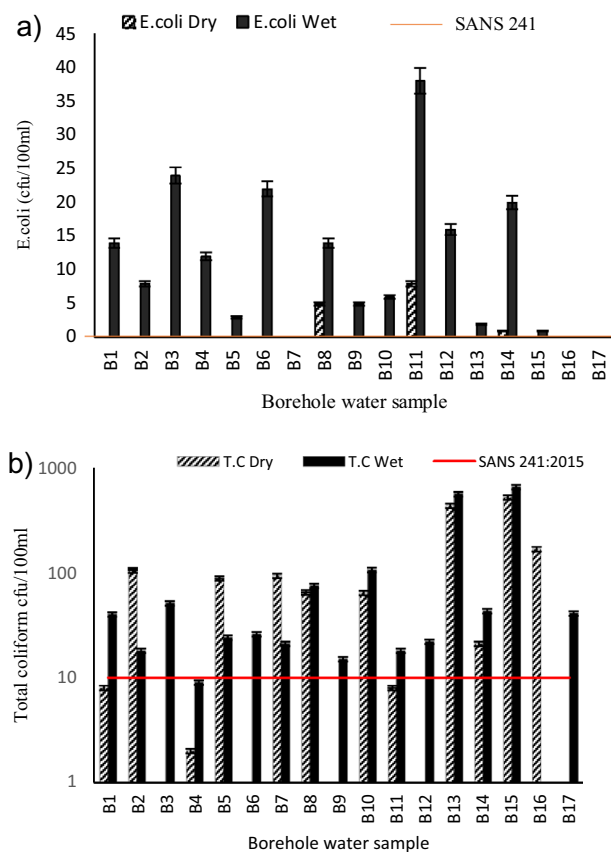 a)
E.coli Dry E.coli Wet SANS 241
45
40
35
30
25
20
15
10
5
0
E.coli (cfu/100ml)
B1 B2 B3 B4 B5 B6 B7 B8 B9 B10 B11 B12 B13 B14 B15 B16 B17
Borehole water sample
b)
T.C Dry T.C Wet SANS 241:2015
1000
100
10
1
Total coliform cfu/100ml
B1 B2 B3 B4 B5 B6 B7 B8 B9 B10 B11 B12 B13 B14 B15 B16 B17
Borehole water sample